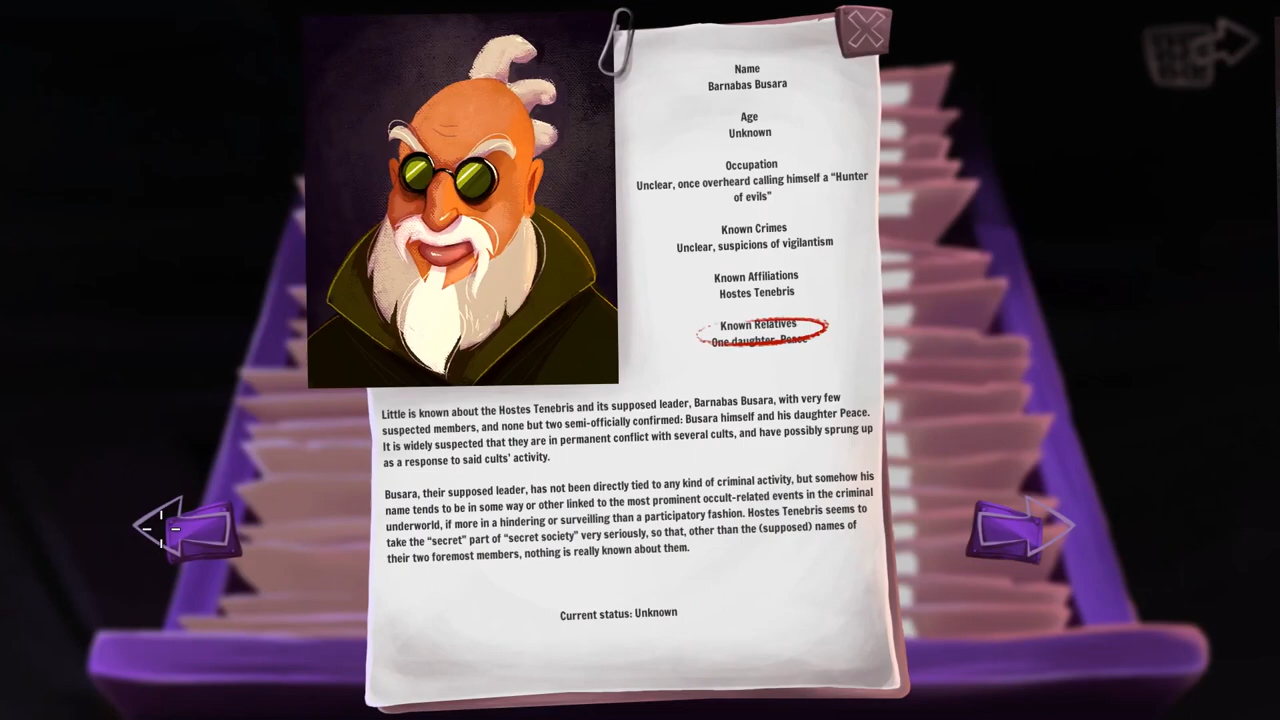 Name
Barnabas Busara
Age
Unknown
Occupation
Unclear, once overheard calling himself a “Hunter
of evils”
Known Crimes
Unclear, suspicions of vigilantism
Known Affiliations
Hostes Tenebris
Known Relatives
One daughter, Peace
Little is known about the Hostes Tenebris and its supposed leader, Barnabas Busara, with very few
suspected members, and none but two semi-officially confirmed: Busara himself and his daughter Peace.
It is widely suspected that they are in permanent conflict with several cults, and have possibly sprung up
as a response to said cults' activity.
Busara, their supposed leader, has not been directly tied to any kind of criminal activity, but somehow his
name tends to be in some way or other linked to the most prominent occult-related events in the criminal
underworld, if more in a hindering or surveilling than a participatory fashion. Hostes Tenebris seems to
take the “secret” part of “secret society” very seriously, so that, other than the (supposed) names of
their two foremost members, nothing is really known about them.
Current status: Unknown